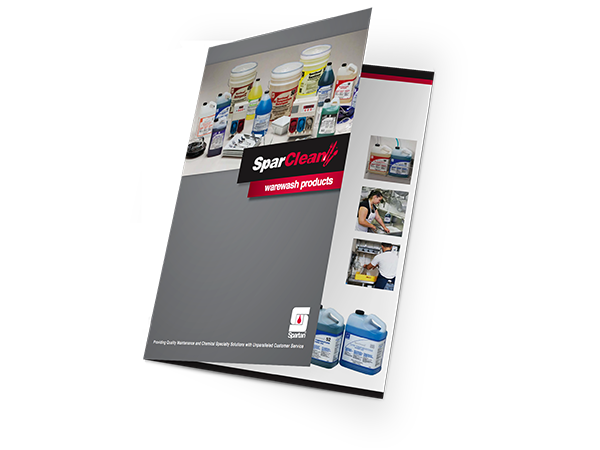 SparClean
warewash products
Spartan
Providing Quality Maintenance and Chemical Specialty Solutions with Unparalleled Customer Service